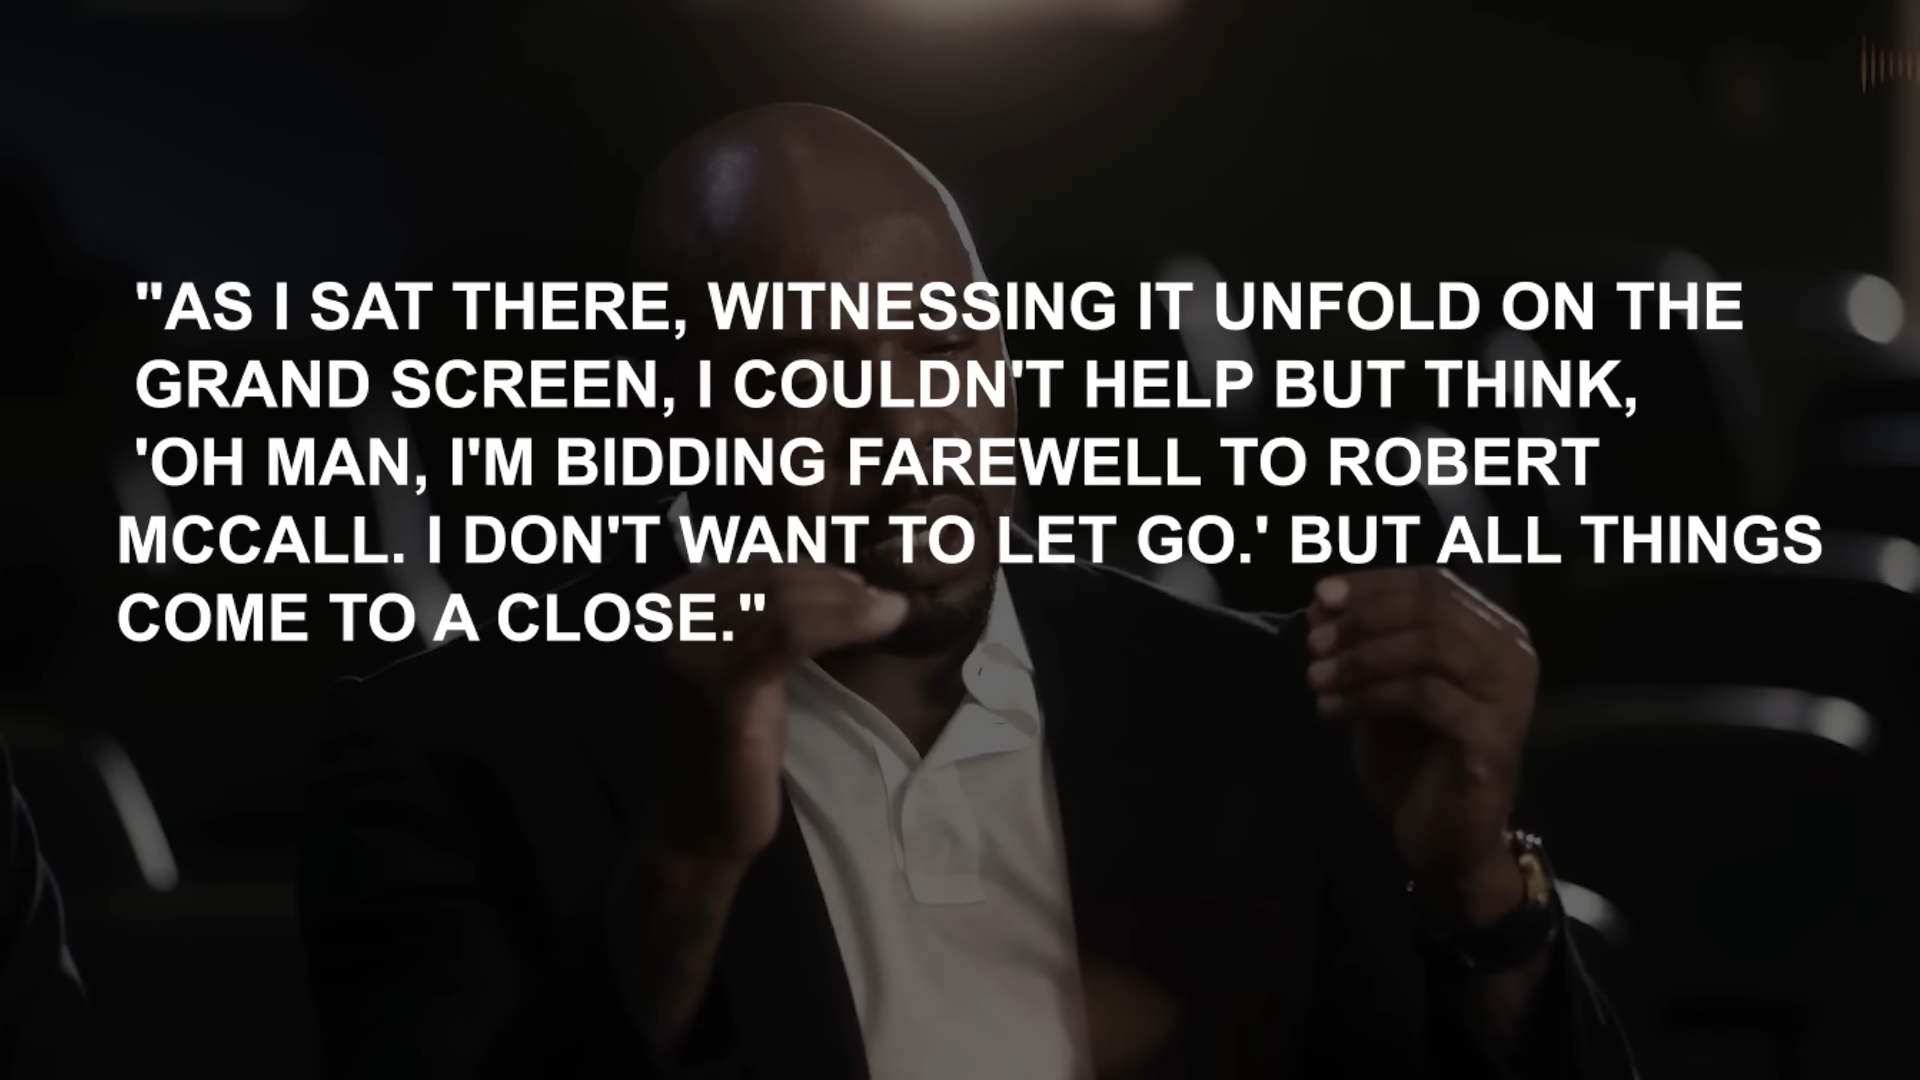 "AS I SAT THERE, WITNESSING IT UNFOLD ON THE
GRAND SCREEN, I COULDN'T HELP BUT THINK,
'OH MAN, I'M BIDDING FAREWELL TO ROBERT
MCCALL. I DON'T WANT TO LET GO.' BUT ALL THINGS
COME TO A CLOSE."